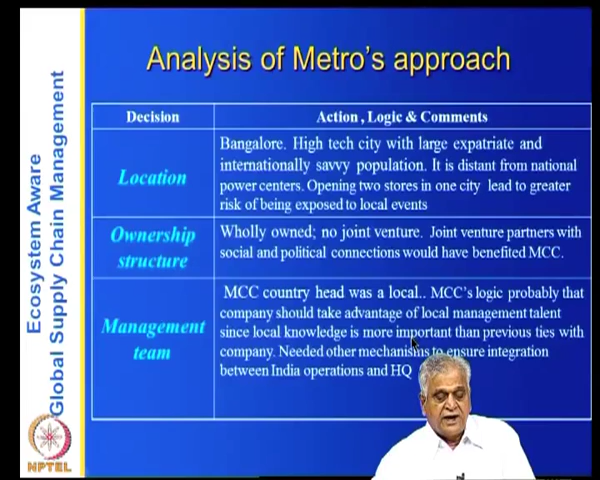 Analysis of Metro's approach
Ecosystem Aware
Global Supply Chain Management
Decision
Action , Logic & Comments
Location
Bangalore. High tech city with large expatriate and
internationally savvy population. It is distant from national
power centers. Opening two stores in one city lead to greater
risk of being exposed to local events
Ownership
structure
Wholly owned; no joint venture. Joint venture partners with
social and political connections would have benefited MCC.
Management
team
MCC country head was a local.. MCC's logic probably that
company should take advantage of local management talent
since local knowledge is more important than previous ties with
company. Needed other mechanisms to ensure integration
between India operations and HQ
NPTEL